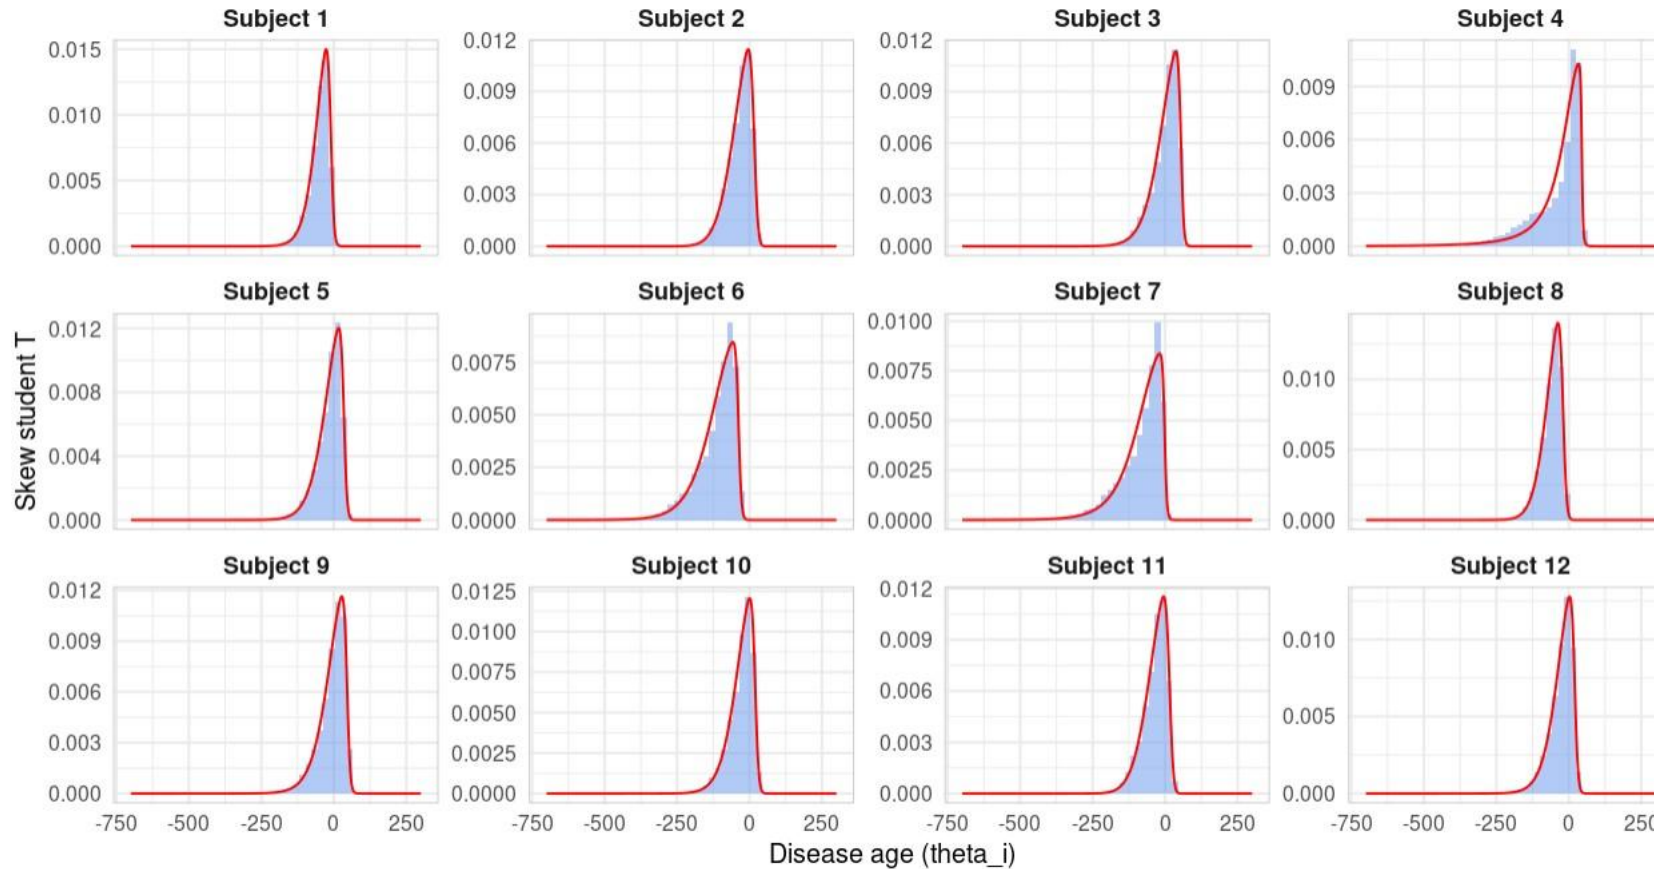 Subject 1 Subject 2 Subject 3 Subject 4
0.015 0.012 0.012
0.009
0.010 0.009 0.009
0.006 0.006 0.006
0.005
0.003 0.003 0.003
0.000 0.000 0.000 0.000
Subject 5 Subject 6 Subject 7 Subject 8
0.012 0.0100
0.0075 0.0075 0.010
0.008
0.0050 0.0050
0.004 0.005
0.0025 0.0025
0.000 0.0000 0.0000 0.000
Skew student T
Subject 9 Subject 10 Subject 11 Subject 12
0.012 0.0125 0.012
0.009 0.0100 0.009 0.010
0.0075
0.006 0.006
0.0050 0.005
0.003 0.0025 0.003
0.000 0.0000 0.000 0.000
-750 -500 -250 0 250 -750 -500 -250 0 250 -750 -500 -250 0 250 -750 -500 -250 0 250
Disease age (theta_i)